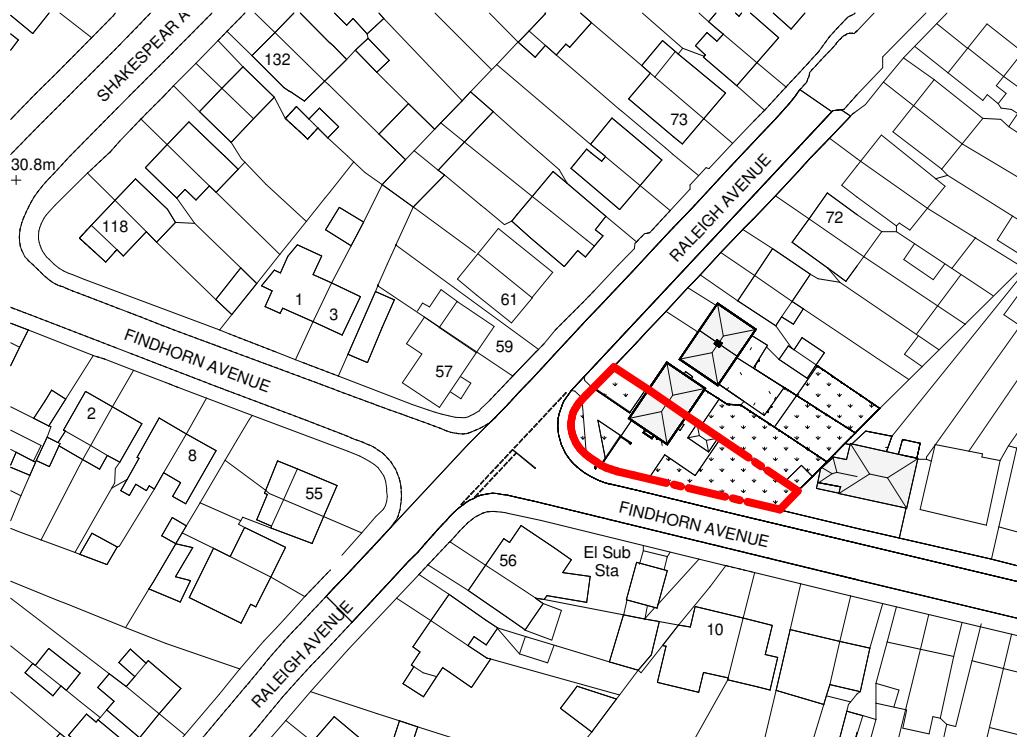 SHAKESPEAR A
132
73
30.8m
RALEIGH AVENUE
118
72
1
3
61
59
FINDHORN AVENUE
57
2
8
55
FINDHORN AVENUE
56
El Sub
Sta
10
RALEIGH AVENUE